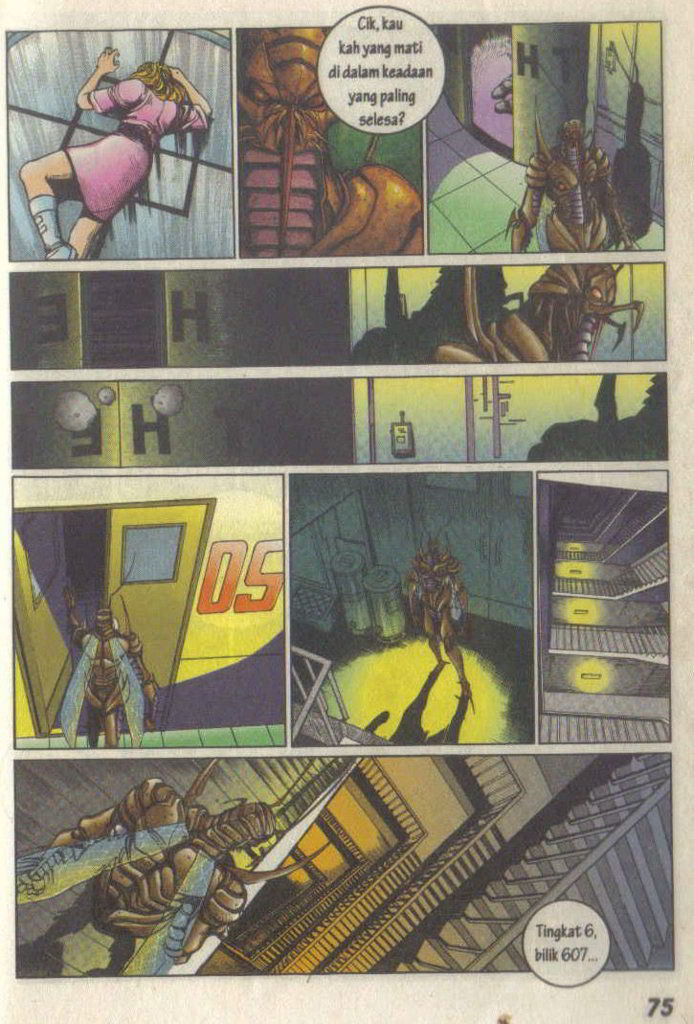 Cik, kau
kah yang mati
di dalam keadaan
yang paling
selesa?
H
H
E
H
E
05
Tingkat 6,
bilik 607...
75